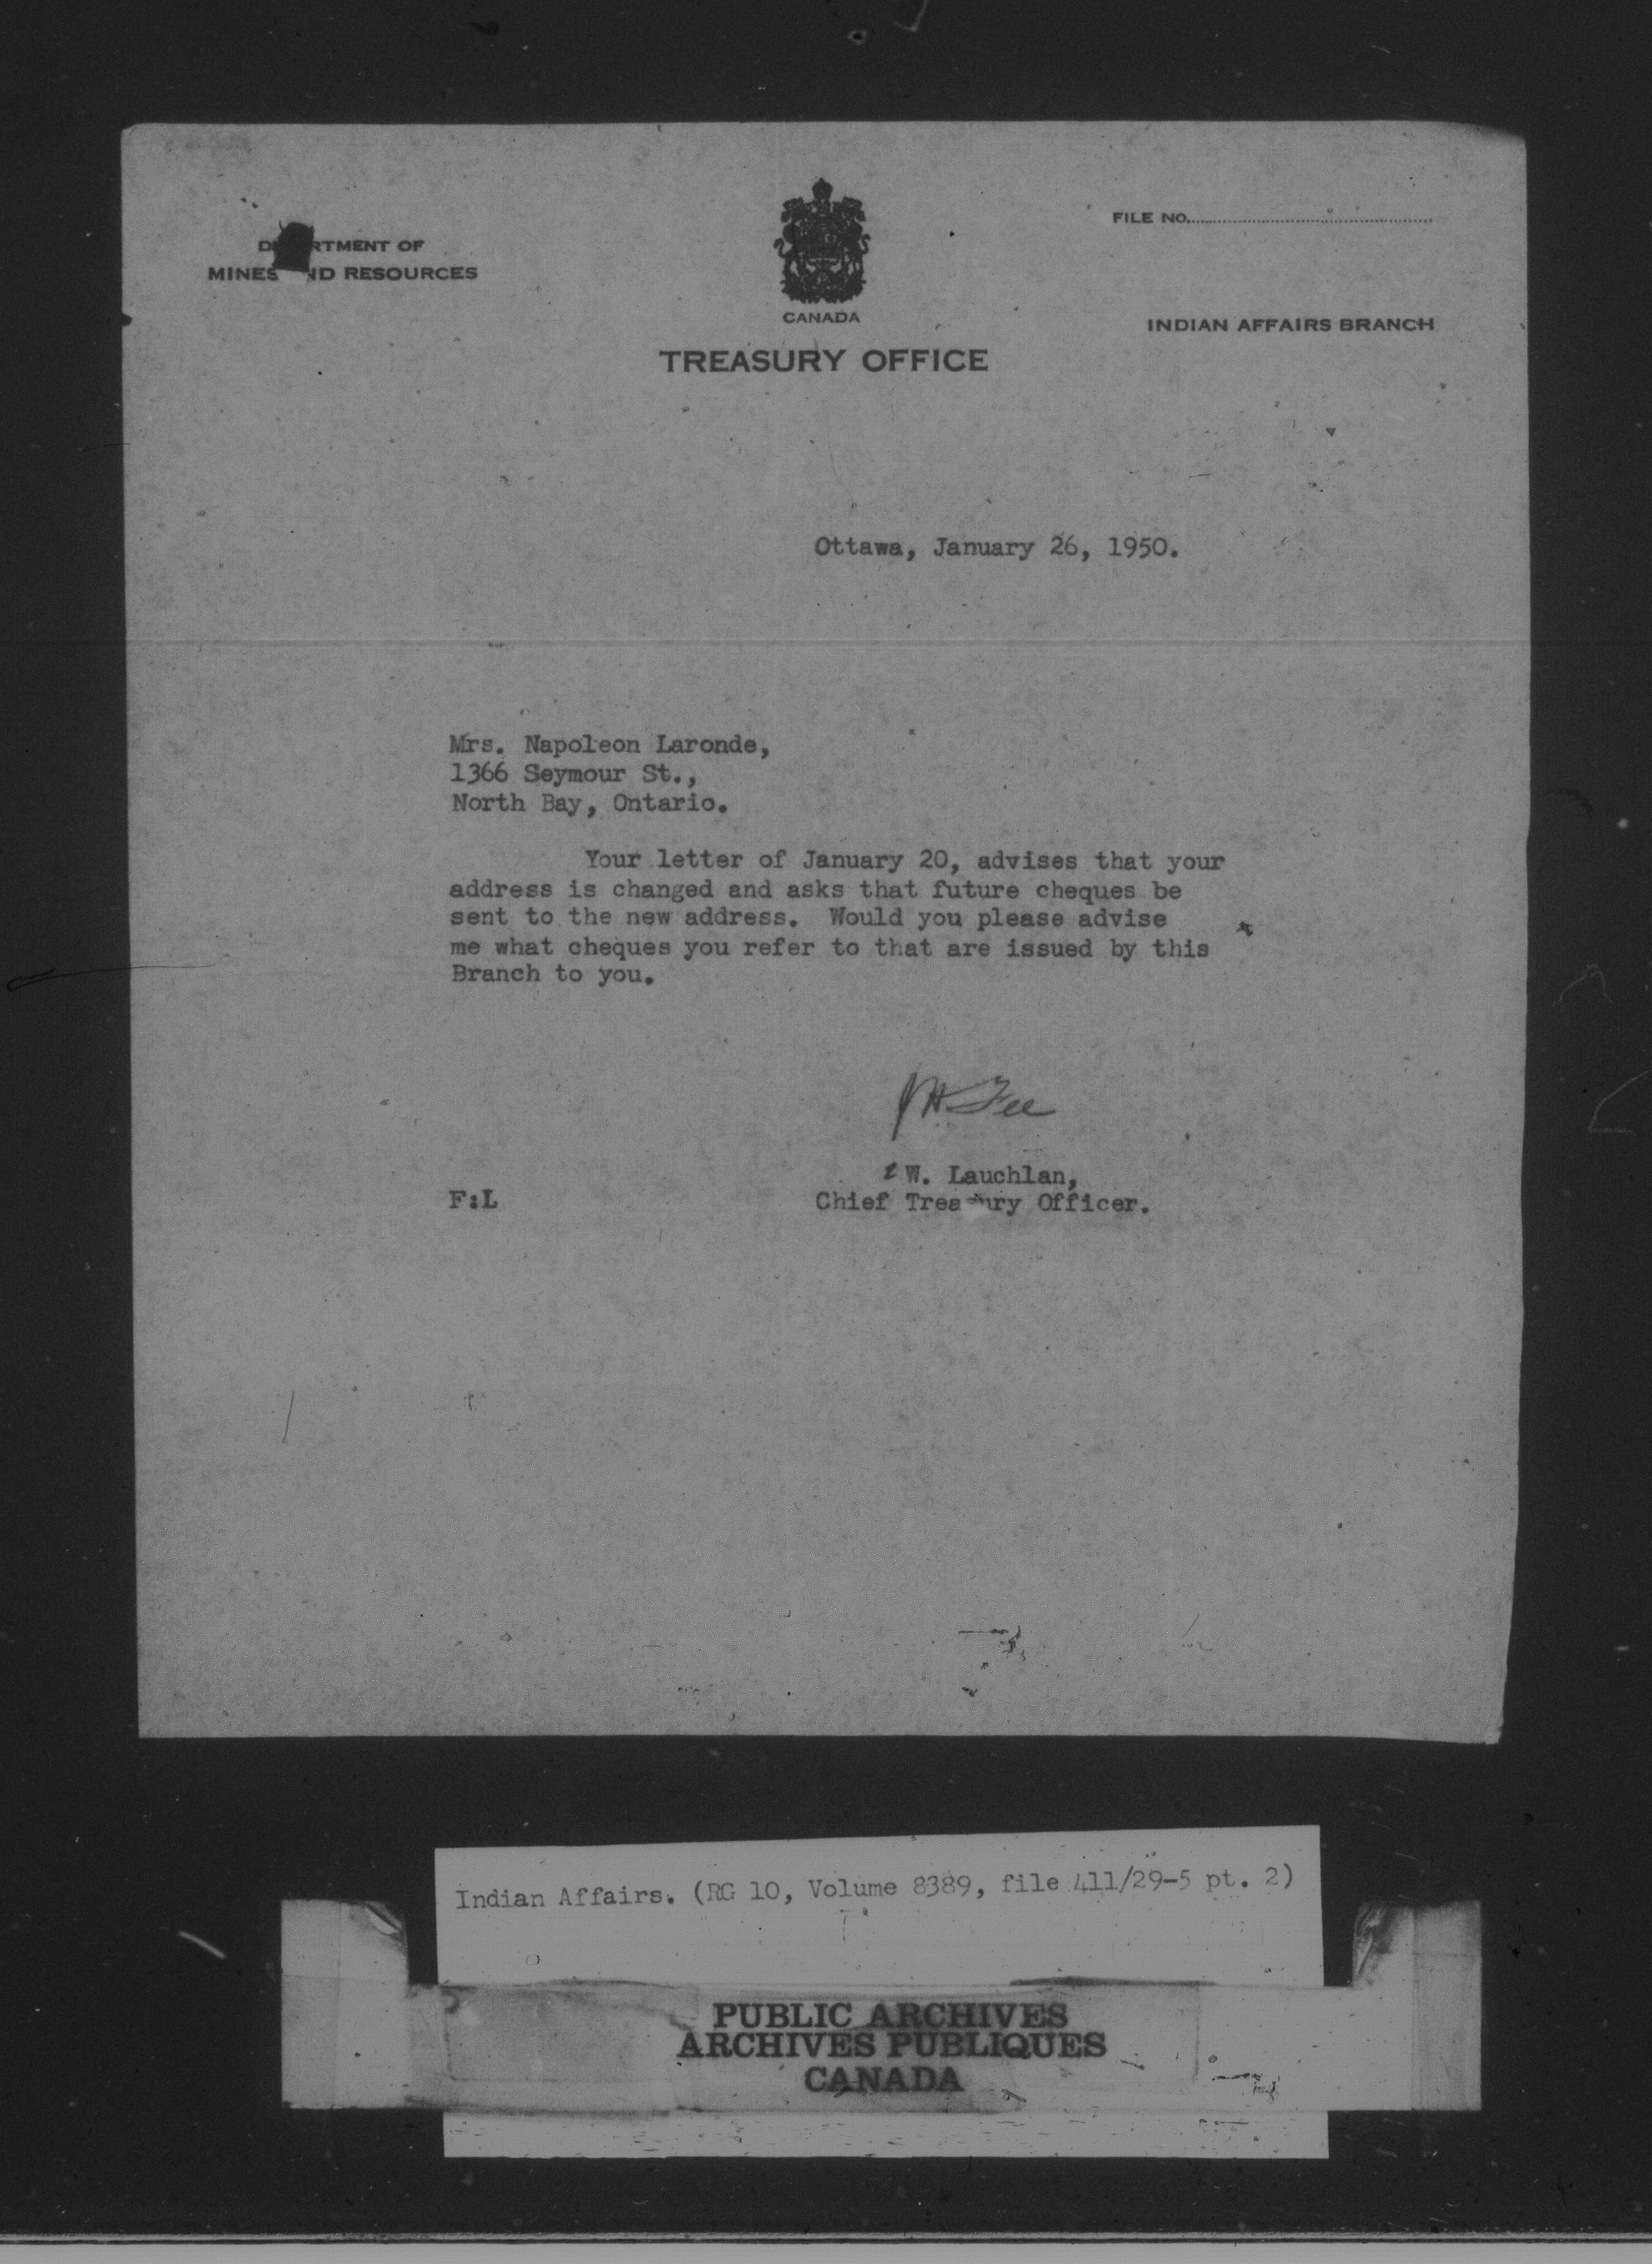 DEPARTMENT OF
MINES AND RESOURCES
CANADA
TREASURY OFFICE
FILE NO.
INDIAN AFFAIRS BRANCH
Ottawa, January 26, 1950.
Mrs. Napoleon Laronde,
1366 Seymour St.,
North Bay, Ontario.
Your letter of January 20, advises that your
address is changed and asks that future cheques be
sent to the new address. Would you please advise
me what cheques you refer to that are issued by this
Branch to you.
Fee
W. Lauchlan,
F:L
Chief Treasury Officer.
Indian Affairs. (RG 10, Volume 8389, file 411/29-5 pt. 2)
PUBLIC ARCHIVES
ARCHIVES PUBLIQUES
CANADA